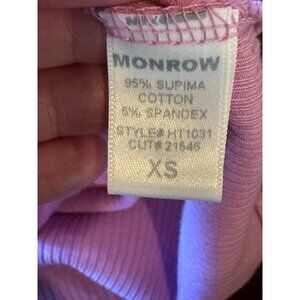 MONROW
95% SUPIMA
COTTON
5% SPANDEX
STYLE# HT1031
CUT# 21646
XS